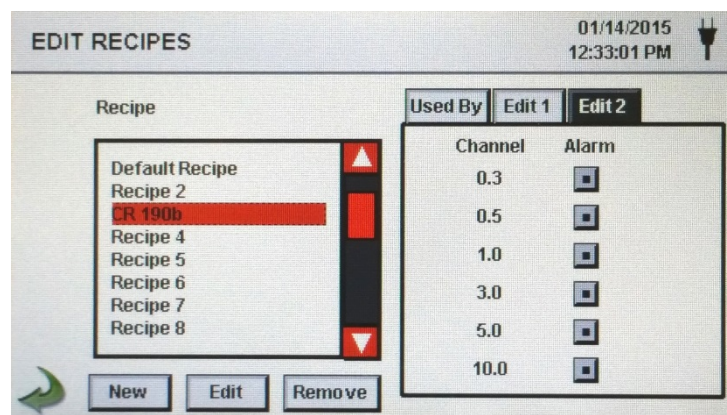 EDIT RECIPES
01/14/2015
12:33:01 PM
Recipe
Default Recipe
Recipe 2
CR 190b
Recipe 4
Recipe 5
Recipe 6
Recipe 7
Recipe 8
New Edit Remove
Used By Edit 1 Edit 2
Channel Alarm
0.3
0.5
1.0
3.0
5.0
10.0